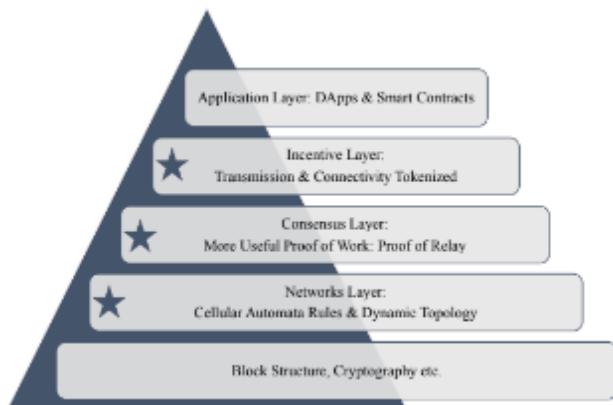 Application Layer: DApps & Smart Contracts
Incentive Layer:
Transmission & Connectivity Tokenized
Consensus Layer:
More Useful Proof of Work: Proof of Relay
Networks Layer:
Cellular Automata Rules & Dynamic Topology
Block Structure, Cryptography etc.